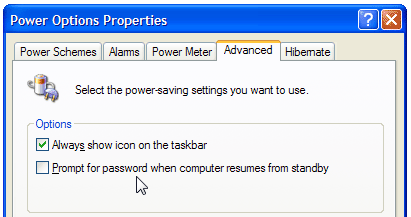 Power Options Properties
Power Schemes Alarms Power Meter Advanced Hibernate
Select the power-saving settings you want to use.
Options
Always show icon on the taskbar
Prompt for password when computer resumes from standby